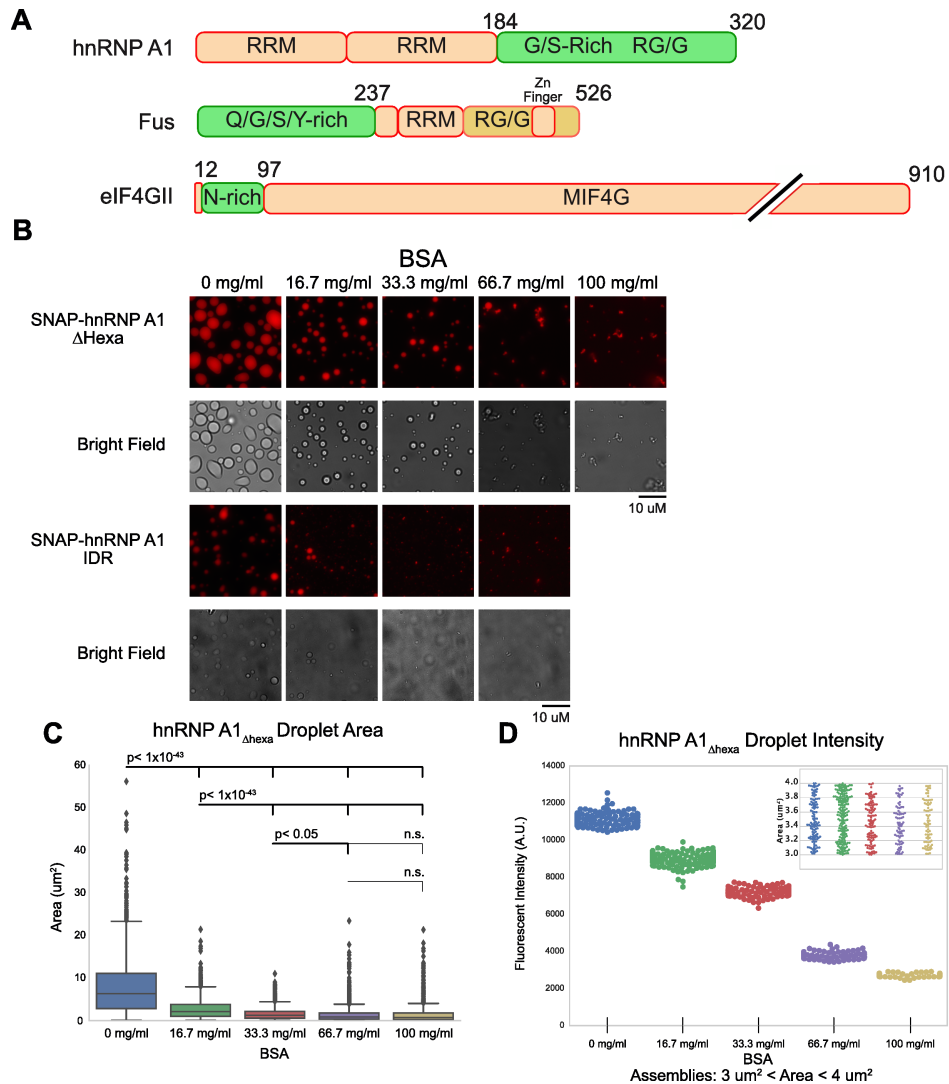 A
184
320
hnRNP A1
RRM
RRM
G/S-Rich
RG/G
237
Zn
Finger
526
Fus
Q/G/S/Y-rich
RRM
RG/G
12
97
910
eIF4GII
N-rich
MIF4G
B
BSA
0 mg/ml
16.7 mg/ml
33.3 mg/ml
66.7 mg/ml
100 mg/ml
SNAP-hnRNP A1
ΔHexa
Bright Field
10 uM
SNAP-hnRNP A1
IDR
Bright Field
10 uM
C
hnRNP A1Δhexa Droplet Area
p< 1x10-43
p< 1x10-43
p< 0.05
n.s.
n.s.
Area (um²)
60
50
40
30
20
10
0
0 mg/ml
16.7 mg/ml
33.3 mg/ml
66.7 mg/ml
100 mg/ml
BSA
D
hnRNP A1Δhexa Droplet Intensity
Fluorescent Intensity (A.U.)
14000
12000
10000
8000
6000
4000
2000
0
Area (um²)
4.0
3.8
3.6
3.4
3.2
3.0
0 mg/ml
16.7 mg/ml
33.3 mg/ml
66.7 mg/ml
100 mg/ml
BSA
Assemblies: 3 um² < Area < 4 um²